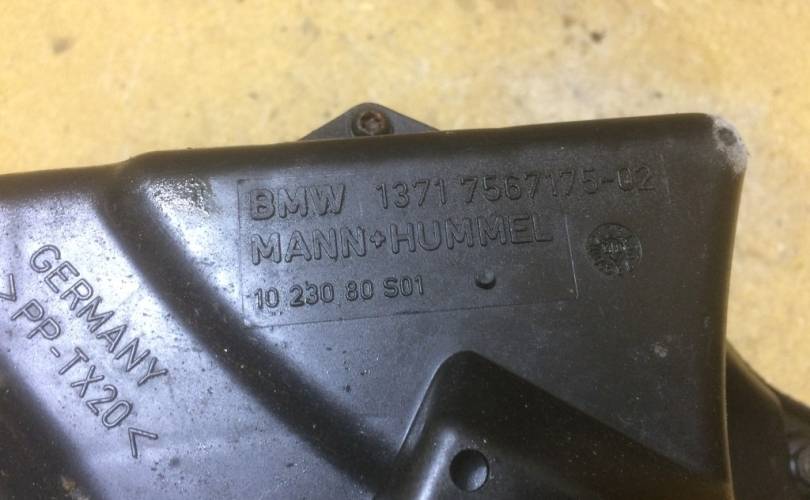 BMW 1371 7567175-02
MANN+HUMMEL
10 230 80 S01
GERMANY
>PP-TX20<